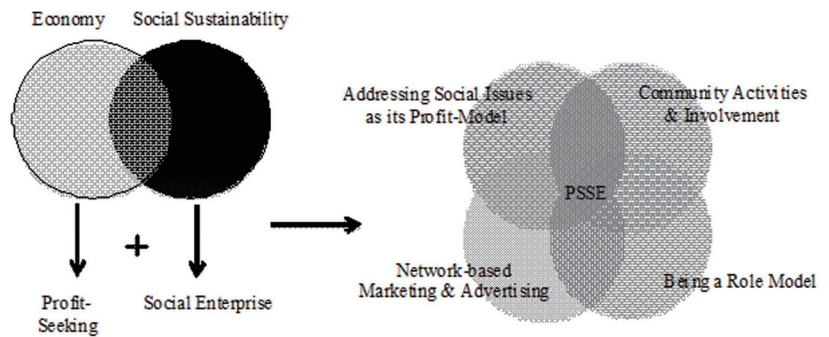 Economy
Social Sustainability
Profit-
Seeking
+
Social Enterprise
Addressing Social Issues
as its Profit-Model
Community Activities
& Involvement
PSSE
Network-based
Marketing & Advertising
Being a Role Model